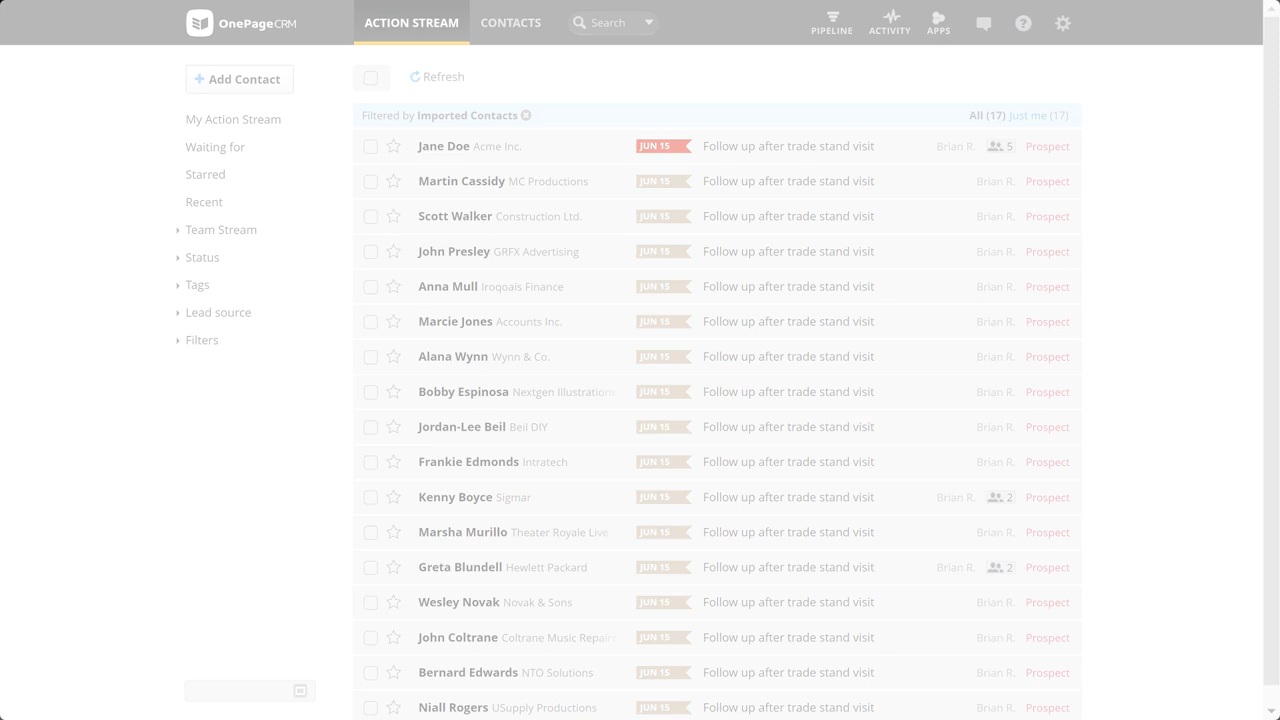 OnePageCRM ACTION STREAM CONTACTS Search PIPELINE ACTIVITY APPS
Add Contact
Refresh
My Action Stream
Waiting for
Starred
Recent
Team Stream
Status
Tags
Lead source
Filters
Filtered by Imported Contacts All (17) Just me (17)
Jane Doe Acme Inc. JUN 15 Follow up after trade stand visit Brian R. 5 Prospect
Martin Cassidy MC Productions JUN 15 Follow up after trade stand visit Brian R. Prospect
Scott Walker Construction Ltd. JUN 15 Follow up after trade stand visit Brian R. Prospect
John Presley GRFX Advertising JUN 15 Follow up after trade stand visit Brian R. Prospect
Anna Mull Iroqoais Finance JUN 15 Follow up after trade stand visit Brian R. Prospect
Marcie Jones Accounts Inc. JUN 15 Follow up after trade stand visit Brian R. Prospect
Alana Wynn Wynn & Co. JUN 15 Follow up after trade stand visit Brian R. Prospect
Bobby Espinosa Nextgen Illustrations JUN 15 Follow up after trade stand visit Brian R. Prospect
Jordan-Lee Beil Beil DIY JUN 15 Follow up after trade stand visit Brian R. Prospect
Frankie Edmonds Intratech JUN 15 Follow up after trade stand visit Brian R. Prospect
Kenny Boyce Sigmar JUN 15 Follow up after trade stand visit Brian R. 2 Prospect
Marsha Murillo Theater Royale Live JUN 15 Follow up after trade stand visit Brian R. Prospect
Greta Blundell Hewlett Packard JUN 15 Follow up after trade stand visit Brian R. 2 Prospect
Wesley Novak Novak & Sons JUN 15 Follow up after trade stand visit Brian R. Prospect
John Coltrane Coltrane Music Repairs JUN 15 Follow up after trade stand visit Brian R. Prospect
Bernard Edwards NTO Solutions JUN 15 Follow up after trade stand visit Brian R. Prospect
Niall Rogers USupply Productions JUN 15 Follow up after trade stand visit Brian R. Prospect